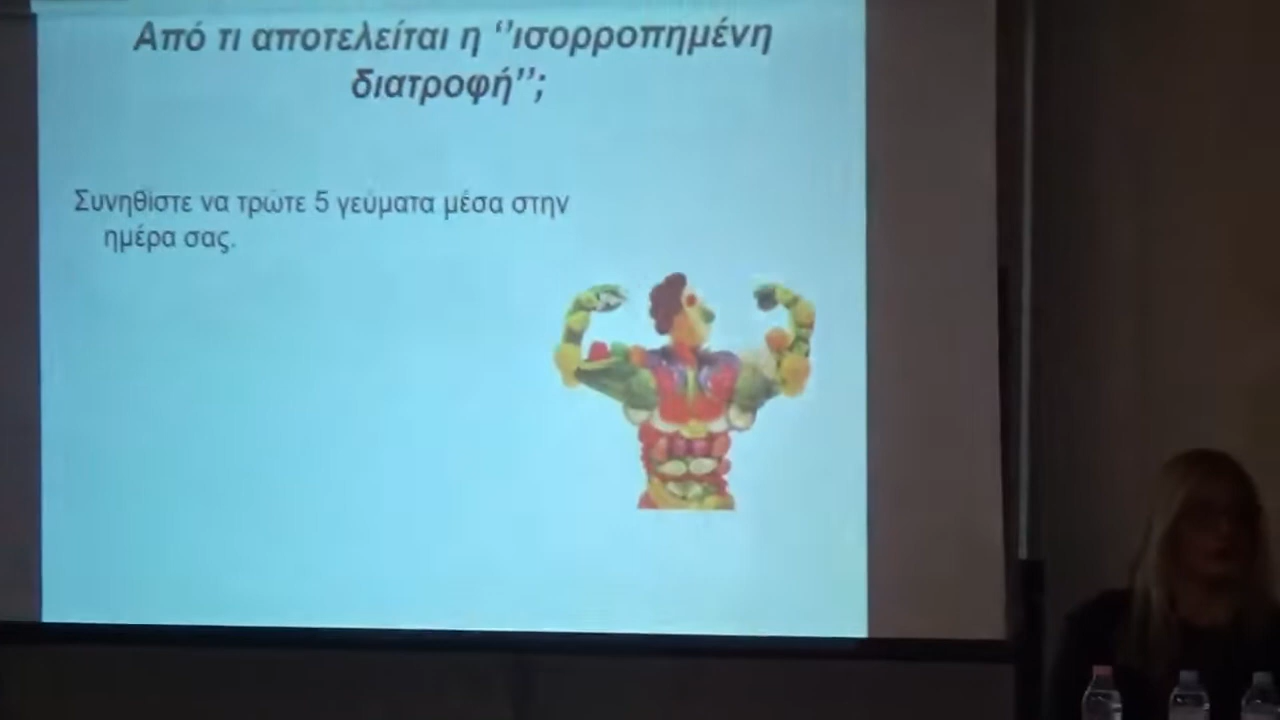 Από τι αποτελείται η ‘’ισορροπημένη
διατροφή’’;
Συνηθίστε να τρώτε 5 γεύματα μέσα στην
ημέρα σας.